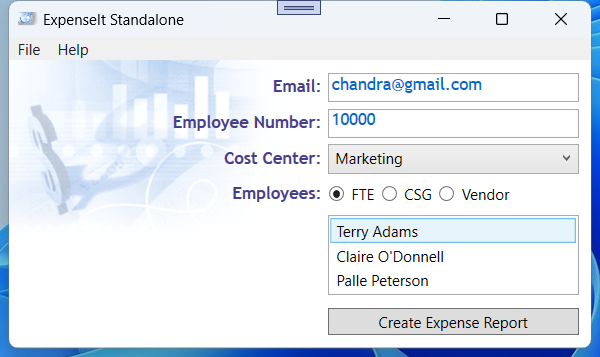 ExpenseIt Standalone
File Help
Email: chandra@gmail.com
Employee Number: 10000
Cost Center: Marketing
Employees: FTE CSG Vendor
Terry Adams
Claire O'Donnell
Palle Peterson
Create Expense Report